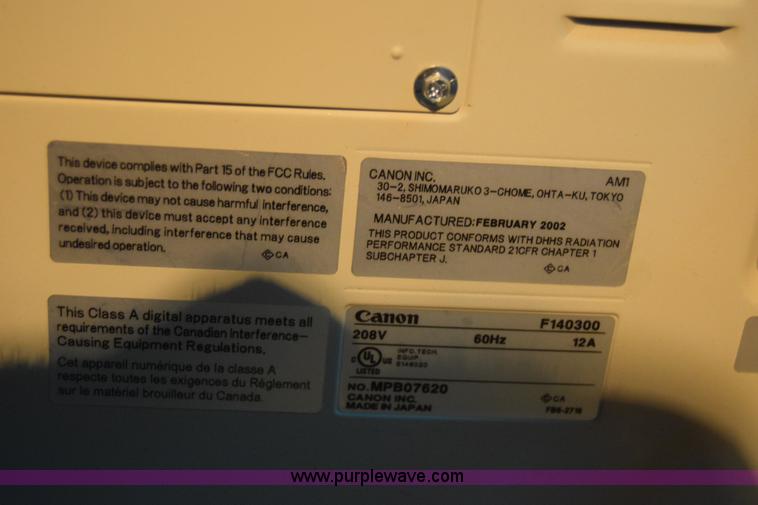 This device complies with Part 15 of the FCC Rules.
Operation is subject to the following two conditions:
(1) This device may not cause harmful interference,
and (2) this device must accept any interference
received, including interference that may cause
undesired operation.
CA
CANON INC. AM1
30-2, SHIMOMARUKO 3-CHOME, OHTA-KU, TOKYO
146-8501, JAPAN
MANUFACTURED:FEBRUARY 2002
THIS PRODUCT CONFORMS WITH DHHS RADIATION
PERFORMANCE STANDARD 21CFR CHAPTER 1
SUBCHAPTER J.
CA
This Class A digital apparatus meets all
requirements of the Canadian Interference-
Causing Equipment Regulations.
Cet appareil numérique de la classe A
respecte toutes les exigences du Règlement
sur le matériel brouilleur du Canada.
Canon F140300
208V 60Hz 12A
C UL US
LISTED
INFO.TECH.
EQUIP.
NO.MPB07620
CANON INC. CA
MADE IN JAPAN
www.purplewave.com